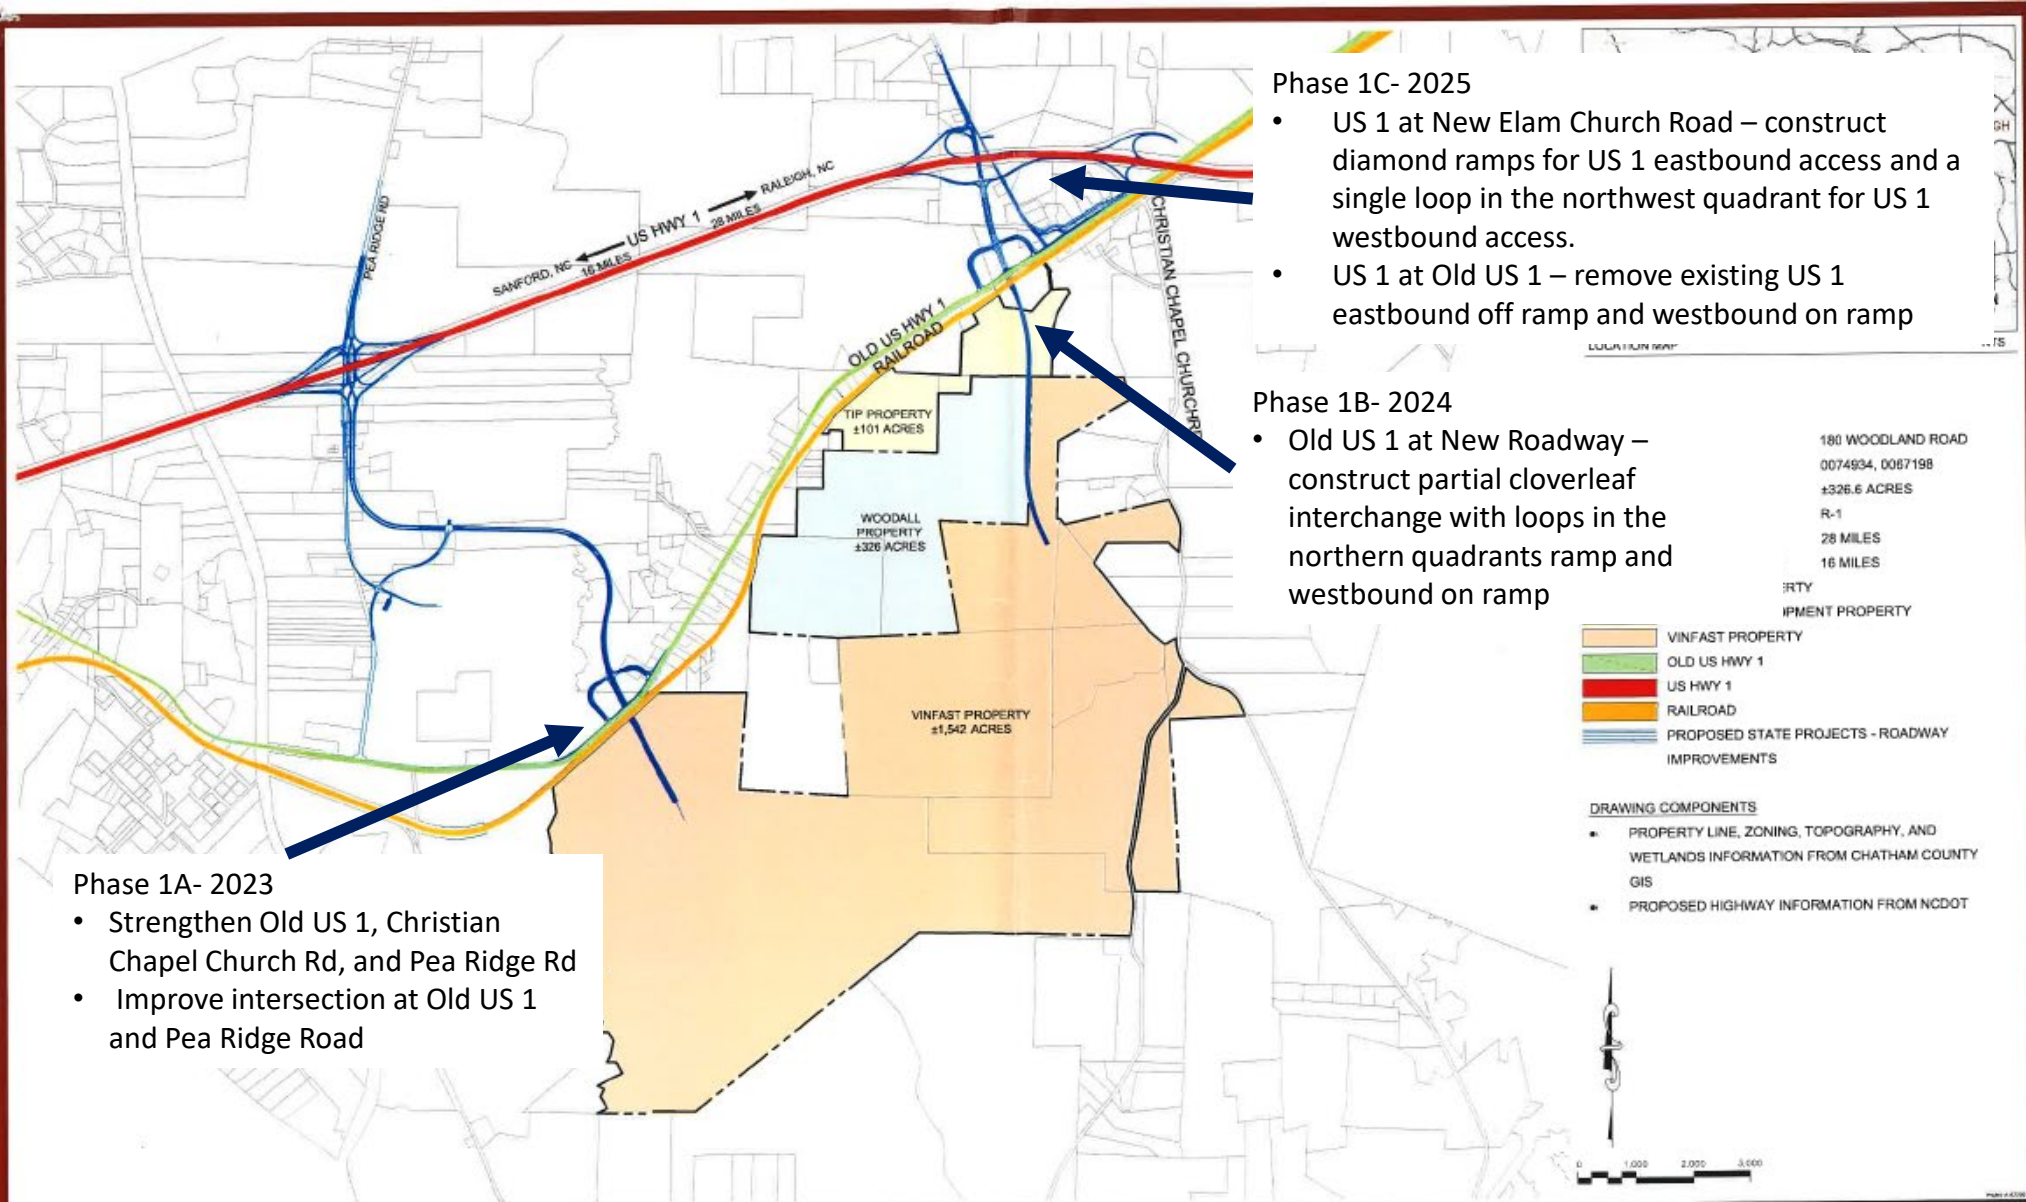 Phase 1C- 2025
• US 1 at New Elam Church Road – construct
diamond ramps for US 1 eastbound access and a
single loop in the northwest quadrant for US 1
westbound access.
• US 1 at Old US 1 – remove existing US 1
eastbound off ramp and westbound on ramp
LOCATION MAP
PEA RIDGE RD
RALEIGH, NC
US HWY 1
28 MILES
SANFORD, NC
16 MILES
CHRISTIAN CHAPEL CHURCH RD
OLD US HWY 1
RAILROAD
TIP PROPERTY
±101 ACRES
WOODALL
PROPERTY
±326 ACRES
VINFAST PROPERTY
±1,542 ACRES
Phase 1B- 2024
• Old US 1 at New Roadway –
construct partial cloverleaf
interchange with loops in the
northern quadrants ramp and
westbound on ramp
180 WOODLAND ROAD
0074934, 0067198
±326.6 ACRES
R-1
28 MILES
16 MILES
ERTY
OPMENT PROPERTY
VINFAST PROPERTY
OLD US HWY 1
US HWY 1
RAILROAD
PROPOSED STATE PROJECTS - ROADWAY
IMPROVEMENTS
DRAWING COMPONENTS
• PROPERTY LINE, ZONING, TOPOGRAPHY, AND
WETLANDS INFORMATION FROM CHATHAM COUNTY
GIS
• PROPOSED HIGHWAY INFORMATION FROM NCDOT
Phase 1A- 2023
• Strengthen Old US 1, Christian
Chapel Church Rd, and Pea Ridge Rd
• Improve intersection at Old US 1
and Pea Ridge Road
0 1,000 2,000 3,000